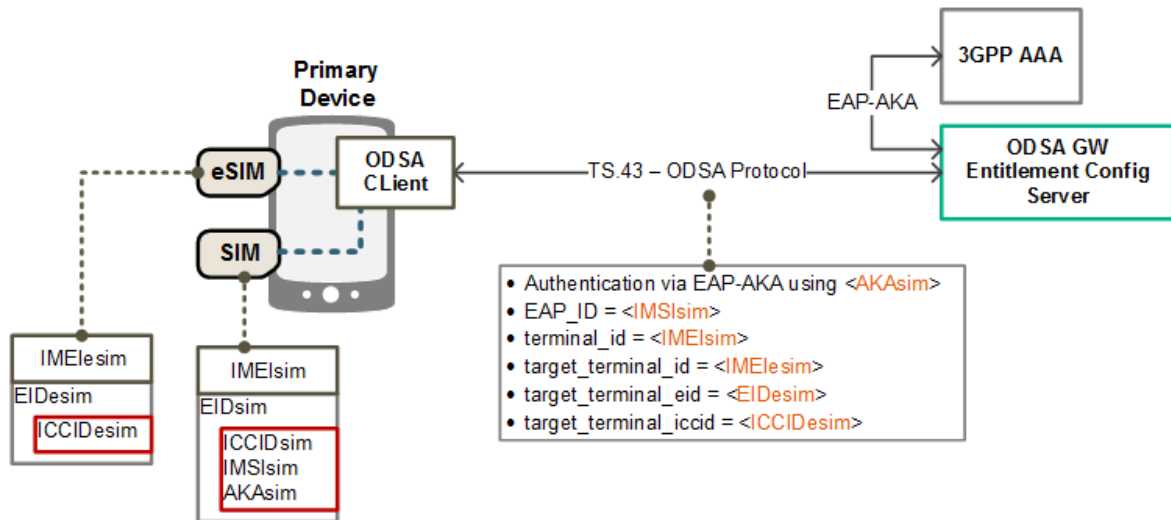 Primary
Device
eSIM
SIM
ODSA
CLient
TS.43 – ODSA Protocol
EAP-AKA
3GPP AAA
ODSA GW
Entitlement Config
Server
IMEIesim
EIDesim
ICCIDesim
IMEIsim
EIDsim
ICCIDsim
IMSIsim
AKAsim
• Authentication via EAP-AKA using <AKAsim>
• EAP_ID = <IMSIsim>
• terminal_id = <IMEIsim>
• target_terminal_id = <IMEIesim>
• target_terminal_eid = <EIDesim>
• target_terminal_iccid = <ICCIDesim>